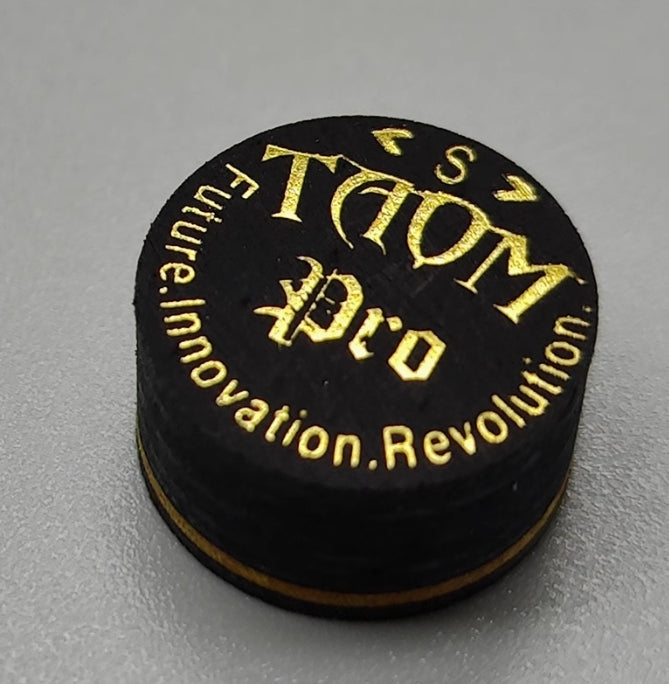 < S >
TAOM
Pro
Future.Innovation.Revolution.